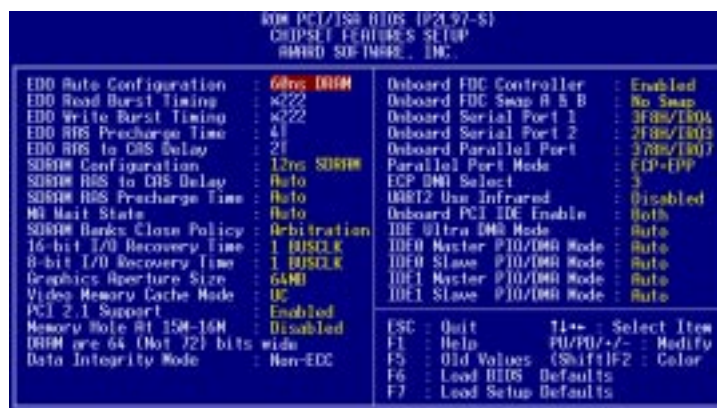 ROM PCI/ISA BIOS (P2L97-S)
CHIPSET FEATURES SETUP
AWARD SOFTWARE, INC.
EDO Auto Configuration : 60ns DRAM
EDO Read Burst Timing : x222
EDO Write Burst Timing : x222
EDO RAS Precharge Time : 4T
EDO RAS to CAS Delay : 2T
SDRAM Configuration : 12ns SDRAM
SDRAM RAS to CAS Delay : Auto
SDRAM RAS Precharge Time : Auto
MA Wait State : Auto
SDRAM Banks Close Policy : Arbitration
16-bit I/O Recovery Time : 1 BUSCLK
8-bit I/O Recovery Time : 1 BUSCLK
Graphics Aperture Size : 64MB
Video Memory Cache Mode : UC
PCI 2.1 Support : Enabled
Memory Hole At 15M-16M : Disabled
DRAM are 64 (Not 72) bits wide
Data Integrity Mode : Non-ECC
Onboard FDC Controller : Enabled
Onboard FDC Swap A & B : No Swap
Onboard Serial Port 1 : 3F8H/IRQ4
Onboard Serial Port 2 : 2F8H/IRQ3
Onboard Parallel Port : 378H/IRQ7
Parallel Port Mode : ECP+EPP
ECP DMA Select : 3
UART2 Use Infrared : Disabled
Onboard PCI IDE Enable : Both
IDE Ultra DMA Mode : Auto
IDE0 Master PIO/DMA Mode : Auto
IDE0 Slave PIO/DMA Mode : Auto
IDE1 Master PIO/DMA Mode : Auto
IDE1 Slave PIO/DMA Mode : Auto
ESC : Quit ↑↓→← : Select Item
F1 : Help PU/PD/+/- : Modify
F5 : Old Values (Shift)F2 : Color
F6 : Load BIOS Defaults
F7 : Load Setup Defaults